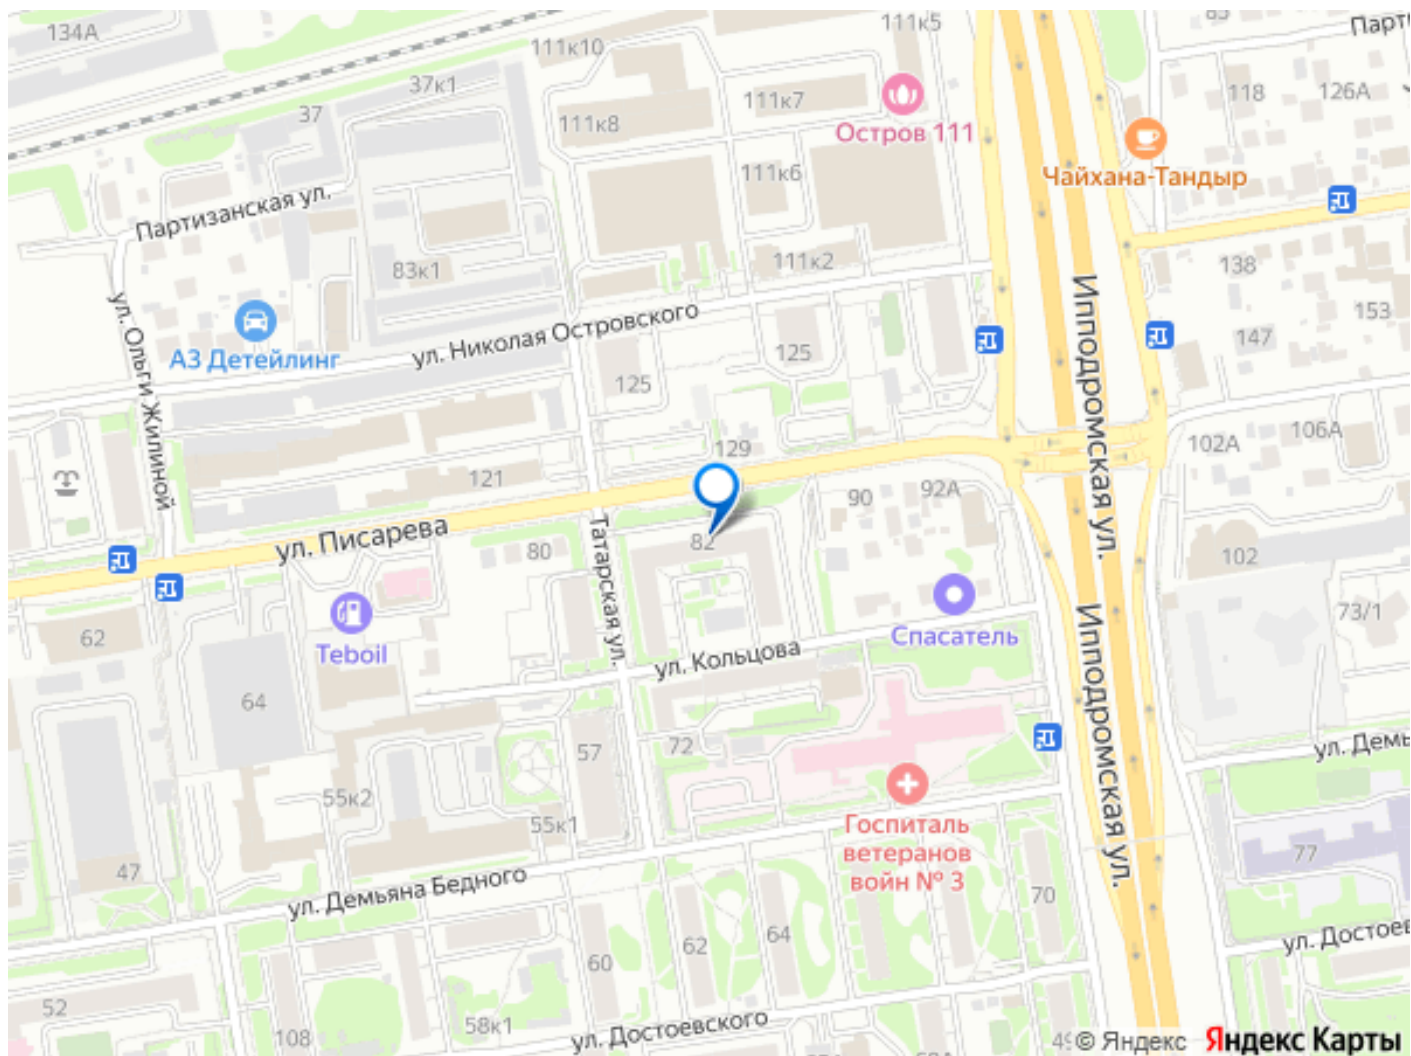 134А
111к10
111к5
85
Парт
37к1
37
111к7
118
126А
111к8
Остров 111
Чайхана-Тандыр
111к6
Партизанская ул.
83к1
111к2
138
153
ул. Ольги Жилиной
АЗ Детейлинг
ул. Николая Островского
125
125
147
Ипподромская ул.
129
102А
106А
121
90
92А
ул. Писарева
80
82
Татарская ул.
102
62
Teboil
Спасатель
73/1
ул. Кольцова
64
72
57
ул. Демь
55к2
55к1
Госпиталь
ветеранов
войн № 3
Ипподромская ул.
47
77
ул. Демьяна Бедного
70
62
64
60
ул. Достоев
52
108
58к1
ул. Достоевского
© Яндекс
Яндекс Карты